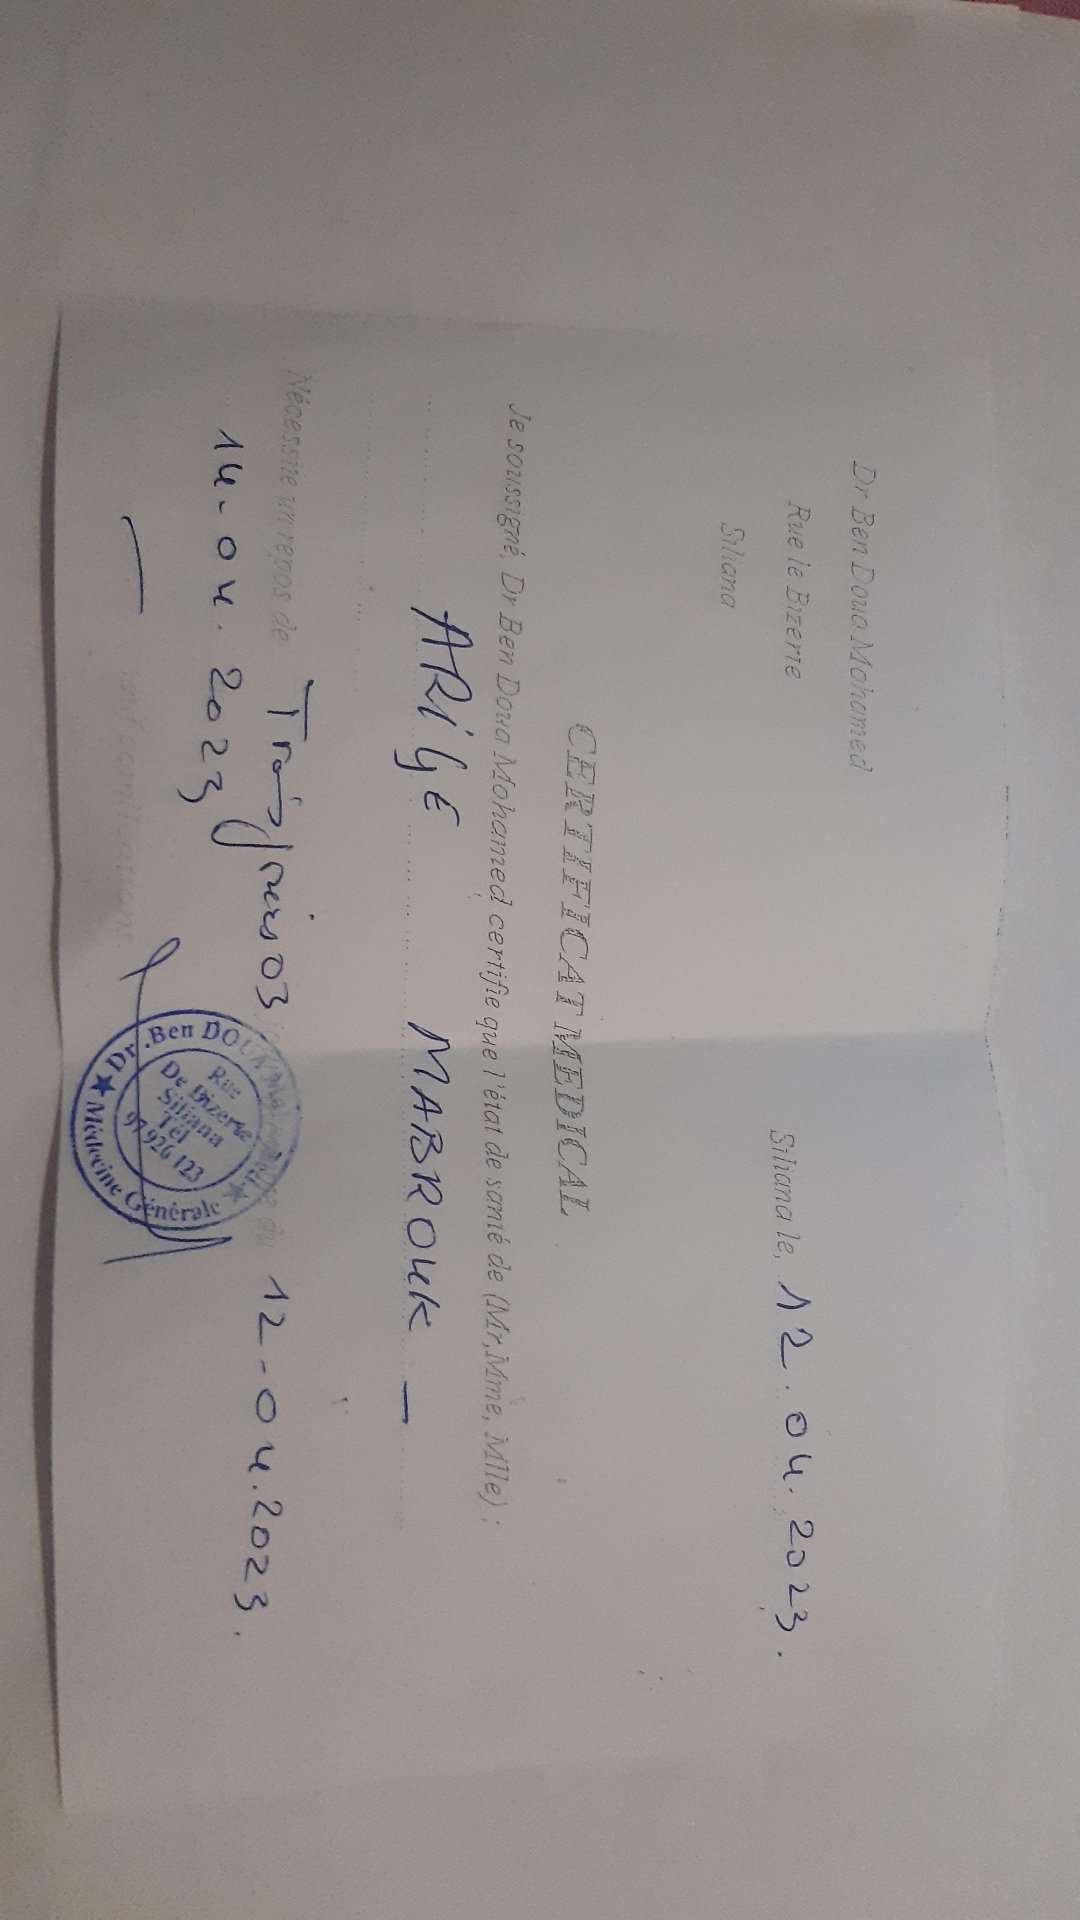 Dr Ben Doua Mohamed
Rue le Bizerte
Siliana
Siliana le, 12.04.2023.
CERTIFICAT MEDICAL
Je soussigné, Dr Ben Doua Mohamed certifie que l'état de santé de (Mr, Mme, Mlle) :
ARIGE MABROUK -
Nécessite un repos de Trois jours 03 du 12-04.2023.
14-04.2023
Dr. Ben DOUA
Rue
De Bizerte
Siliana
Tél
97 926 123
Médecine Générale